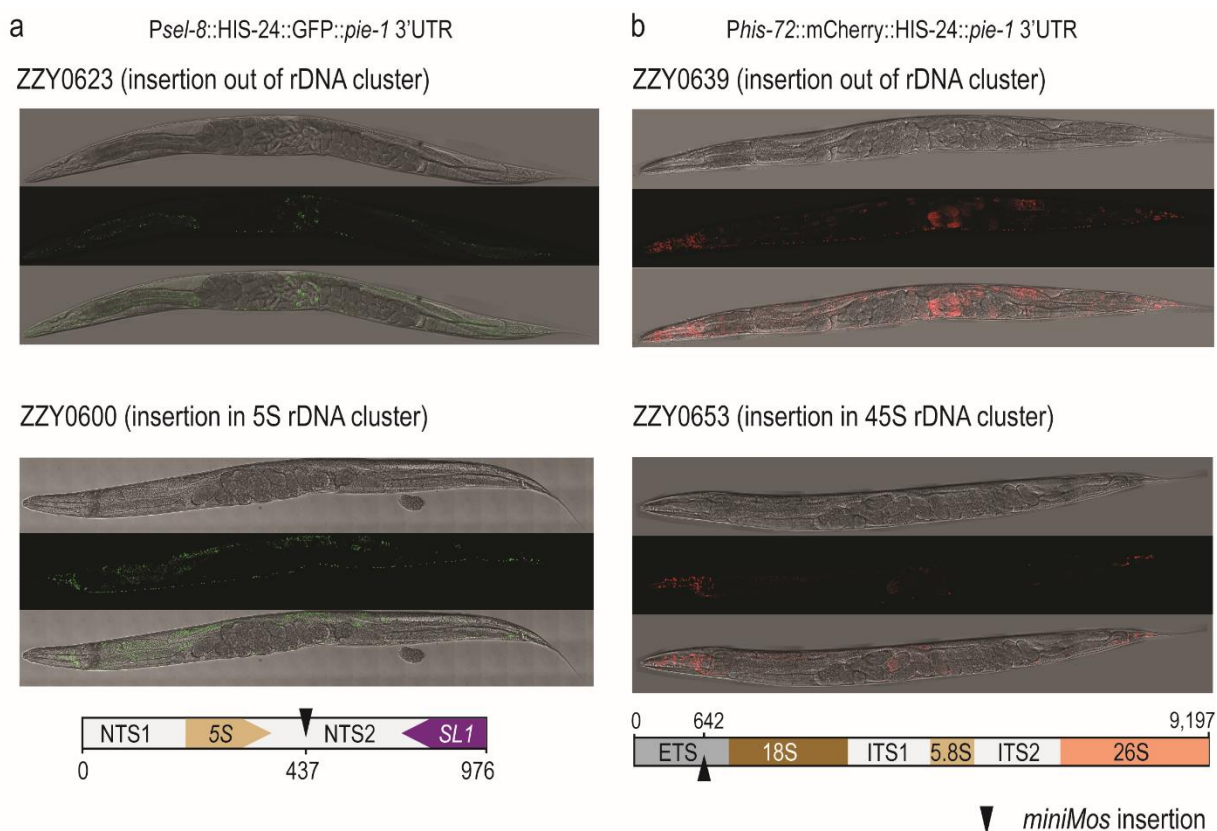 a
Psel-8::HIS-24::GFP::pie-1 3’UTR
ZZY0623 (insertion out of rDNA cluster)
ZZY0600 (insertion in 5S rDNA cluster)
NTS1 5S NTS2 SL1
0 437 976
b
Phis-72::mCherry::HIS-24::pie-1 3’UTR
ZZY0639 (insertion out of rDNA cluster)
ZZY0653 (insertion in 45S rDNA cluster)
0 642 9,197
ETS 18S ITS1 5.8S ITS2 26S
miniMos insertion